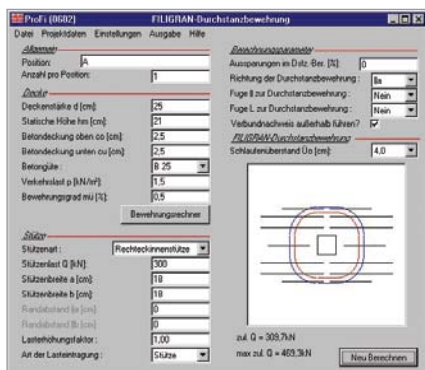 ProFi (0602) FILIGRAN-Durchstanzbewehrung
Datei Projektdaten Einstellungen Ausgabe Hilfe
Allgemein
Position: A
Anzahl pro Position: 1
Decke
Deckenstärke d [cm]: 25
Statische Höhe hm [cm]: 21
Betondeckung oben co [cm]: 2,5
Betondeckung unten cu [cm]: 2,5
Betongüte: B 25
Verkehrslast p [kN/m²]: 1,5
Bewehrungsgrad mü [%]: 0,5
Bewehrungsrechner
Stütze
Stützenart: Rechteckinnenstütze
Stützenlast Q [kN]: 300
Stützenbreite a [cm]: 18
Stützenbreite b [cm]: 18
Randabstand la [cm] 0
Randabstand lb [cm] 0
Lasterhöhungsfaktor: 1,00
Art der Lasteintragung: Stütze
Berechnungsparameter
Aussparungen im Dstz.-Ber. [%]: 0
Richtung der Durchstanzbewehrung:
Fuge II zur Durchstanzbewehrung: Nein
Fuge L zur Durchstanzbewehrung: Nein
Verbundnachweis außerhalb führen?
FILIGRAN-Durchstanzbewehrung
Schlaufenüberstand Üo [cm]: 4,0
zul. Q = 309,7kN
max zul. Q = 469,3kN
Neu Berechnen